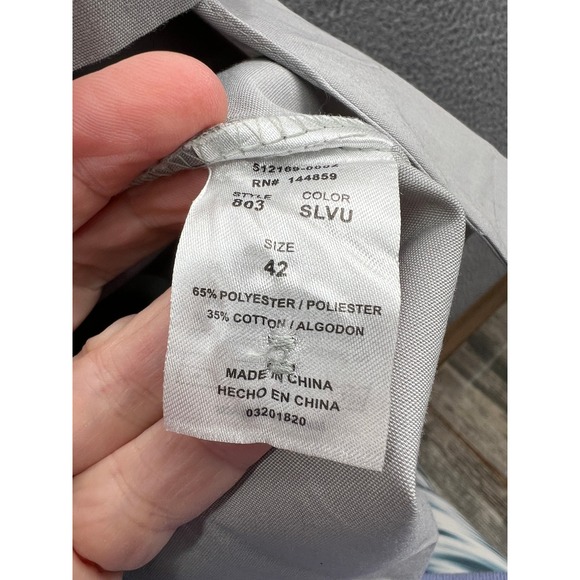 RN# 144859
STYLE COLOR
803 SLVU
SIZE
42
65% POLYESTER / POLIESTER
35% COTTON / ALGODON
MADE IN CHINA
HECHO EN CHINA
03201820